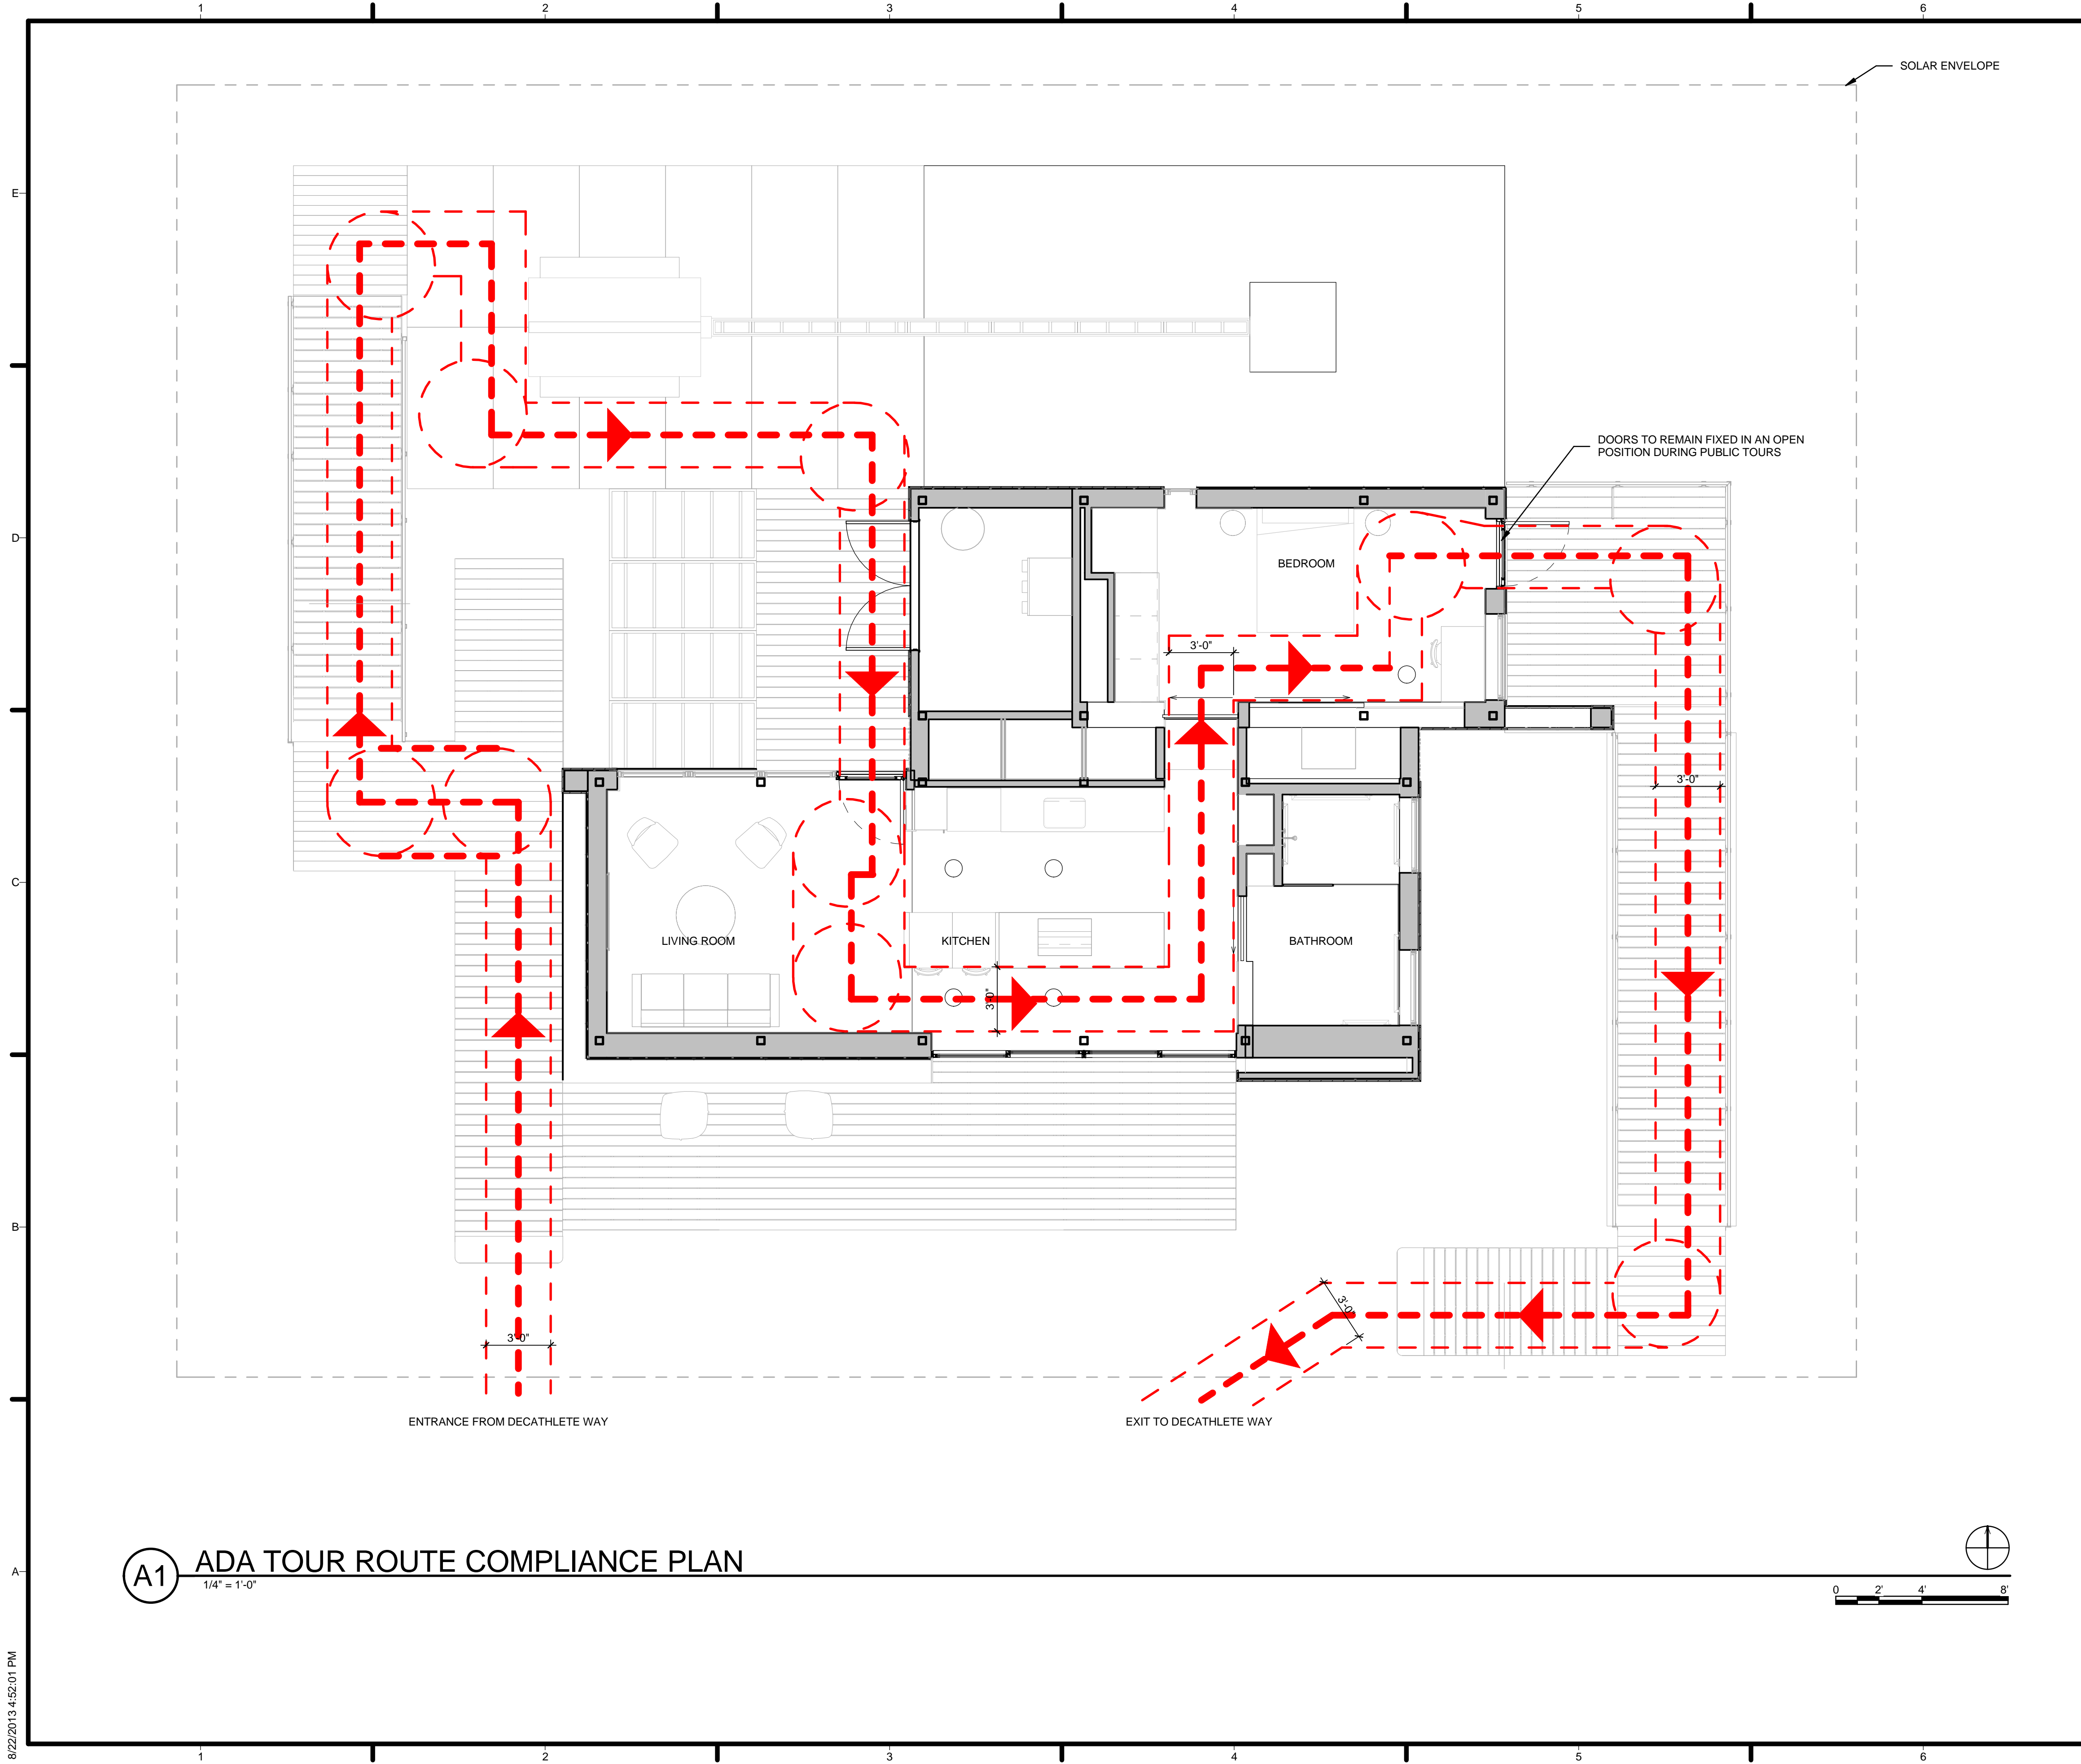 1 2 3 4 5 6
SOLAR ENVELOPE
E
DOORS TO REMAIN FIXED IN AN OPEN
POSITION DURING PUBLIC TOURS
D
BEDROOM
3'-0"
3'-0"
C
LIVING ROOM
KITCHEN
BATHROOM
3'-0"
B
3'-0"
3'-0"
ENTRANCE FROM DECATHLETE WAY
EXIT TO DECATHLETE WAY
A
A1
ADA TOUR ROUTE COMPLIANCE PLAN
1/4" = 1'-0"
0 2' 4' 8'
8/22/2013 4:52:01 PM
1 2 3 4 5 6